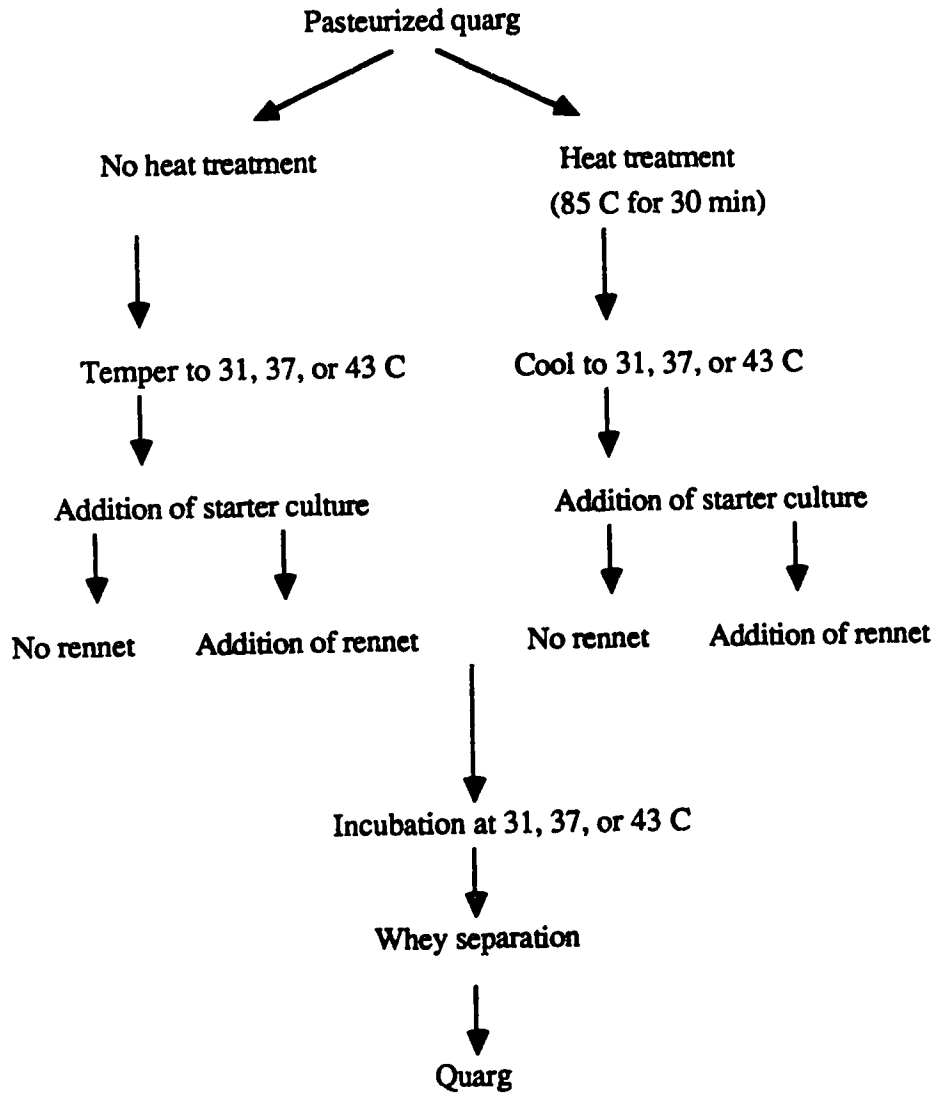 Pasteurized quarg
No heat treatment
Heat treatment
(85 C for 30 min)
Temper to 31, 37, or 43 C
Cool to 31, 37, or 43 C
Addition of starter culture
Addition of starter culture
No rennet
Addition of rennet
No rennet
Addition of rennet
Incubation at 31, 37, or 43 C
Whey separation
Quarg